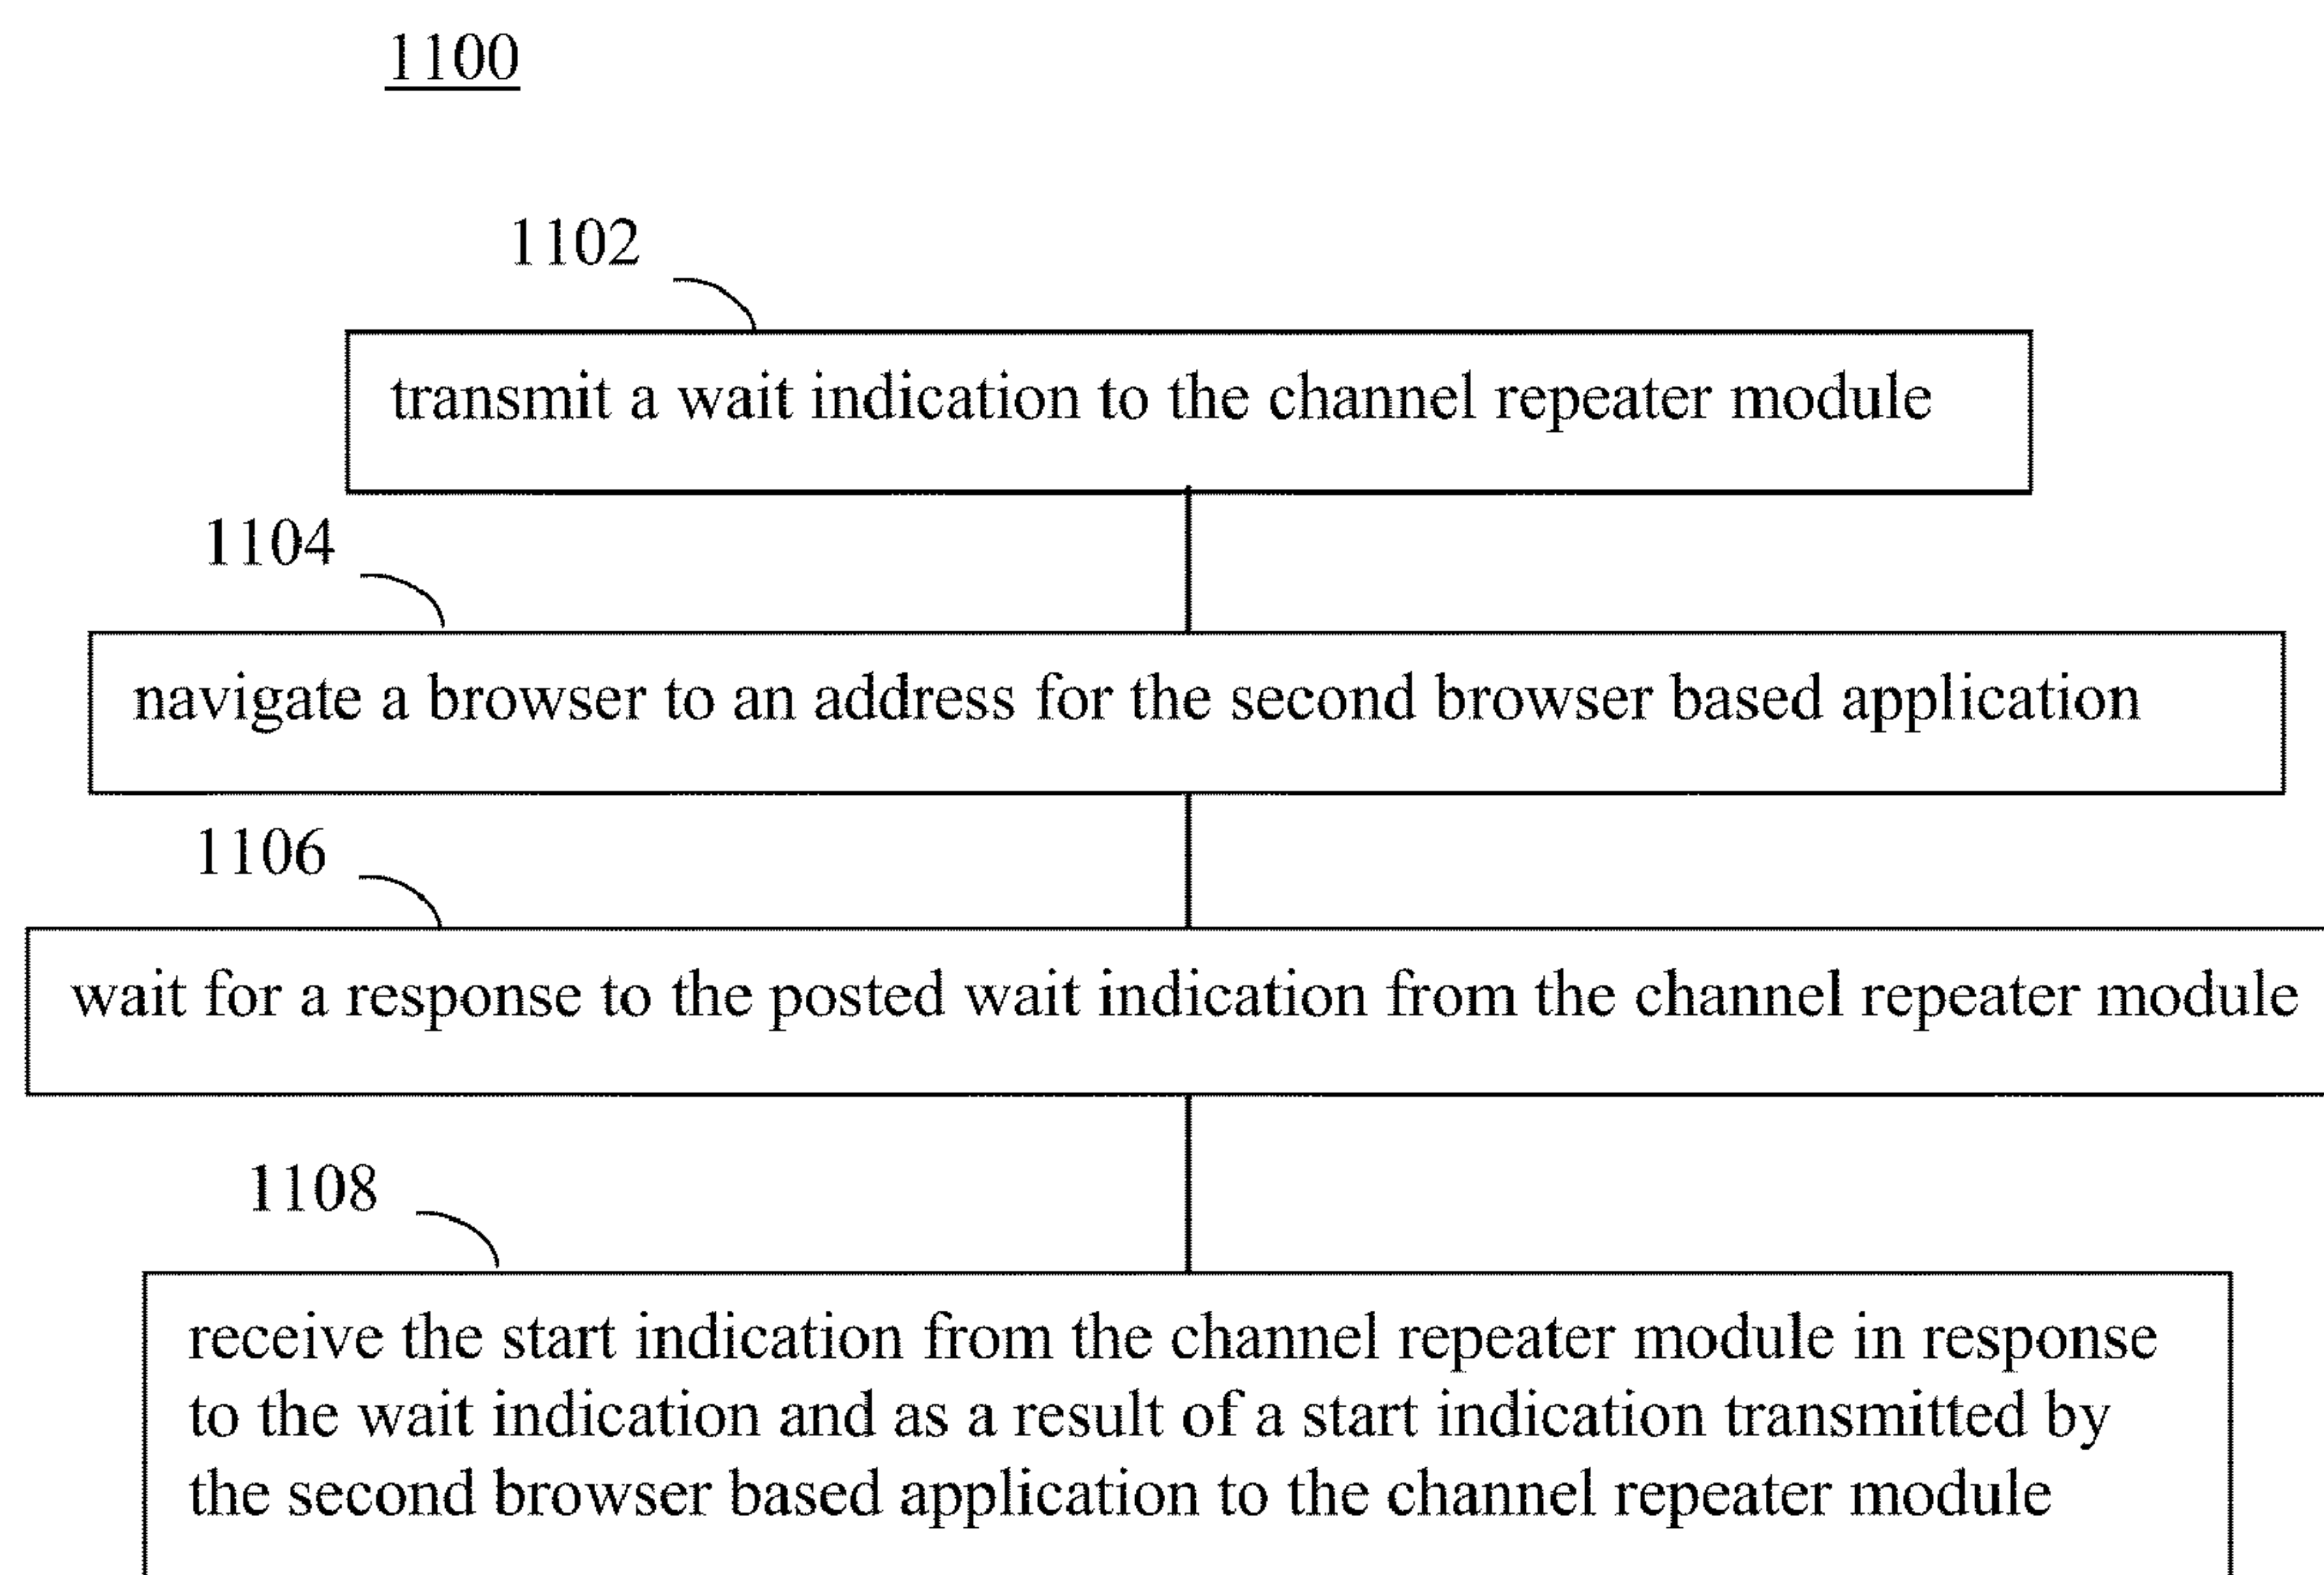 1100
1102
transmit a wait indication to the channel repeater module
1104
navigate a browser to an address for the second browser based application
1106
wait for a response to the posted wait indication from the channel repeater module
1108
receive the start indication from the channel repeater module in response
to the wait indication and as a result of a start indication transmitted by
the second browser based application to the channel repeater module